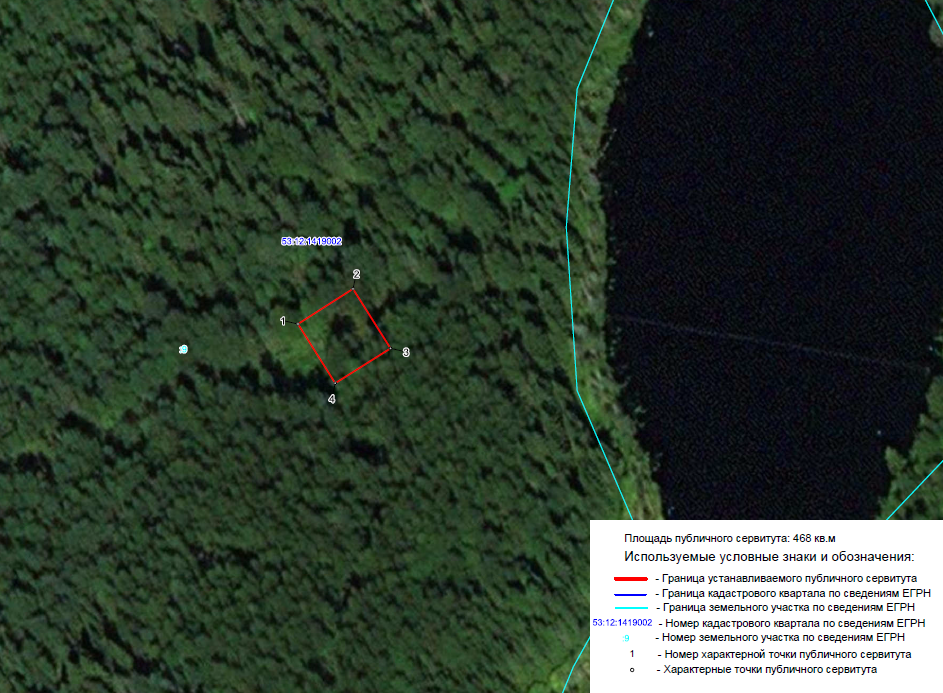 53:12:1419002
2
1
:9
3
4
Площадь публичного сервитута: 468 кв.м
Используемые условные знаки и обозначения:
- Граница устанавливаемого публичного сервитута
- Граница кадастрового квартала по сведениям ЕГРН
- Граница земельного участка по сведениям ЕГРН
53:12:1419002 - Номер кадастрового квартала по сведениям ЕГРН
:9 - Номер земельного участка по сведениям ЕГРН
1 - Номер характерной точки публичного сервитута
- Характерные точки публичного сервитута